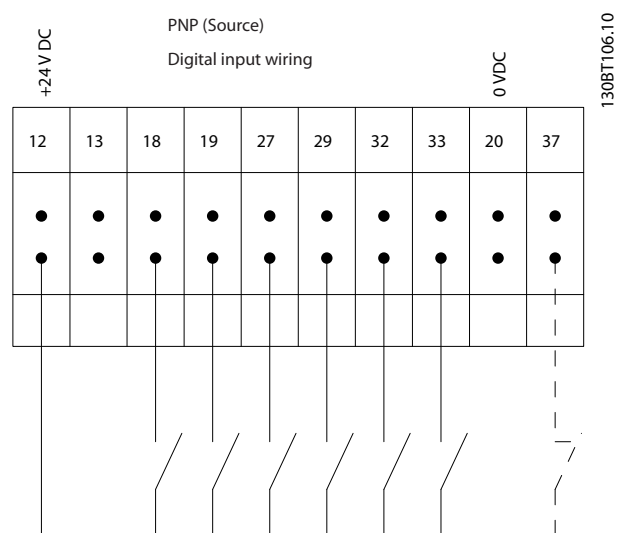 PNP (Source)
Digital input wiring
+24 V DC
0 VDC
130BT106.10
12 13 18 19 27 29 32 33 20 37